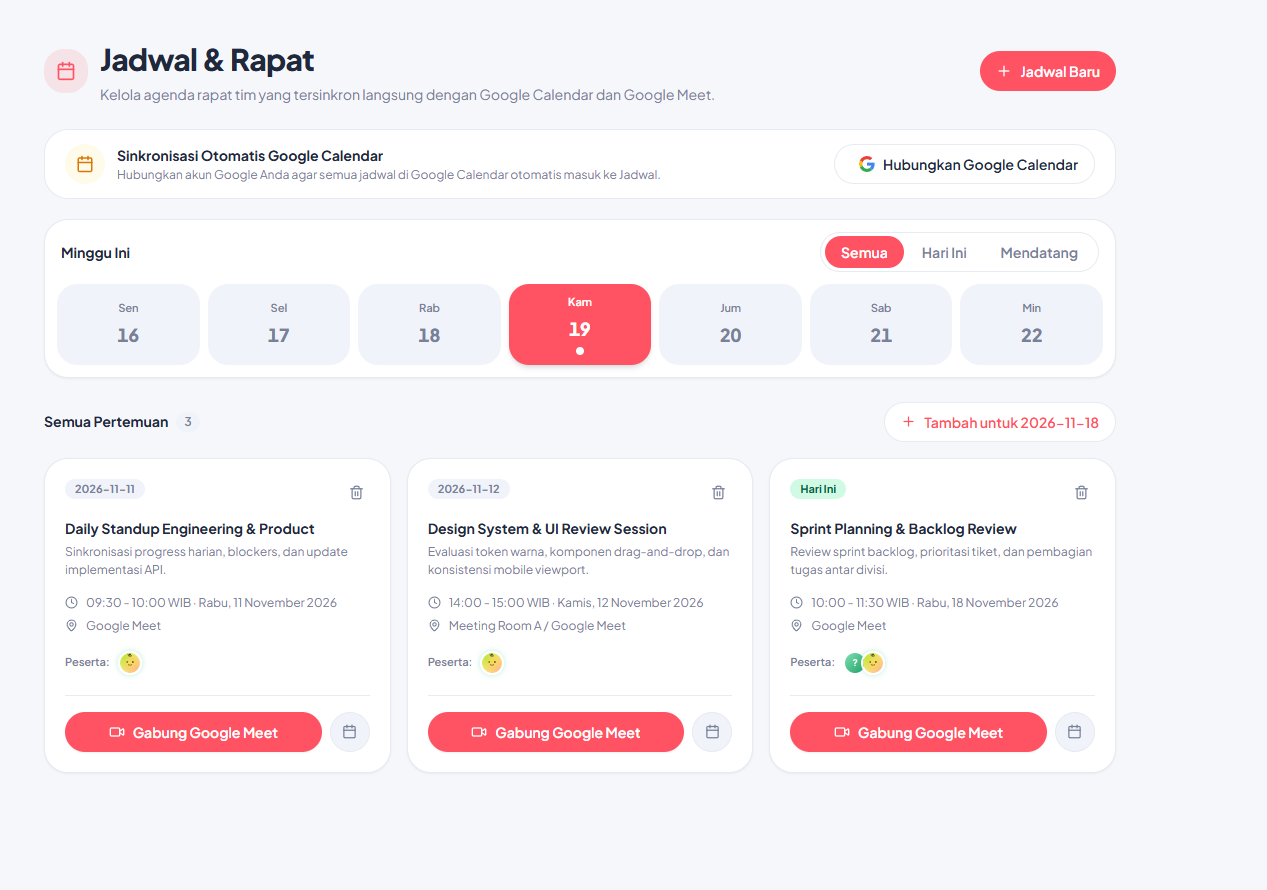 Jadwal & Rapat
Kelola agenda rapat tim yang tersinkron langsung dengan Google Calendar dan Google Meet.
+ Jadwal Baru
Sinkronisasi Otomatis Google Calendar
Hubungkan akun Google Anda agar semua jadwal di Google Calendar otomatis masuk ke Jadwal.
Hubungkan Google Calendar
Minggu Ini
Semua
Hari Ini
Mendatang
Sen
16
Sel
17
Rab
18
Kam
19
Jum
20
Sab
21
Min
22
Semua Pertemuan 3
+ Tambah untuk 2026-11-18
2026-11-11
Daily Standup Engineering & Product
Sinkronisasi progress harian, blockers, dan update
implementasi API.
09:30 - 10:00 WIB · Rabu, 11 November 2026
Google Meet
Peserta:
Gabung Google Meet
2026-11-12
Design System & UI Review Session
Evaluasi token warna, komponen drag-and-drop, dan
konsistensi mobile viewport.
14:00 - 15:00 WIB · Kamis, 12 November 2026
Meeting Room A / Google Meet
Peserta:
Gabung Google Meet
Hari Ini
Sprint Planning & Backlog Review
Review sprint backlog, prioritasi tiket, dan pembagian
tugas antar divisi.
10:00 - 11:30 WIB · Rabu, 18 November 2026
Google Meet
Peserta: ?
Gabung Google Meet